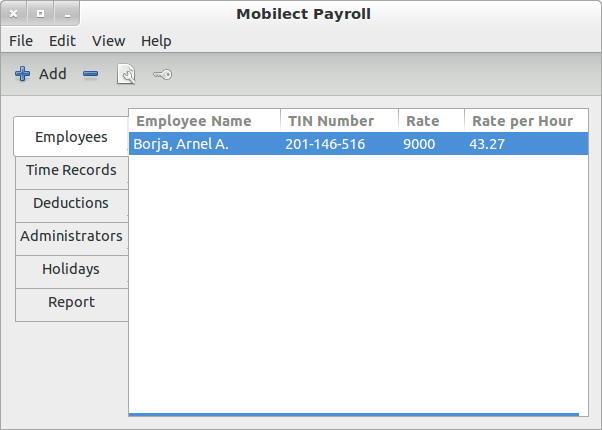 Mobilect Payroll
File Edit View Help
Add
Employee Name TIN Number Rate Rate per Hour
Borja, Arnel A. 201-146-516 9000 43.27
Employees
Time Records
Deductions
Administrators
Holidays
Report